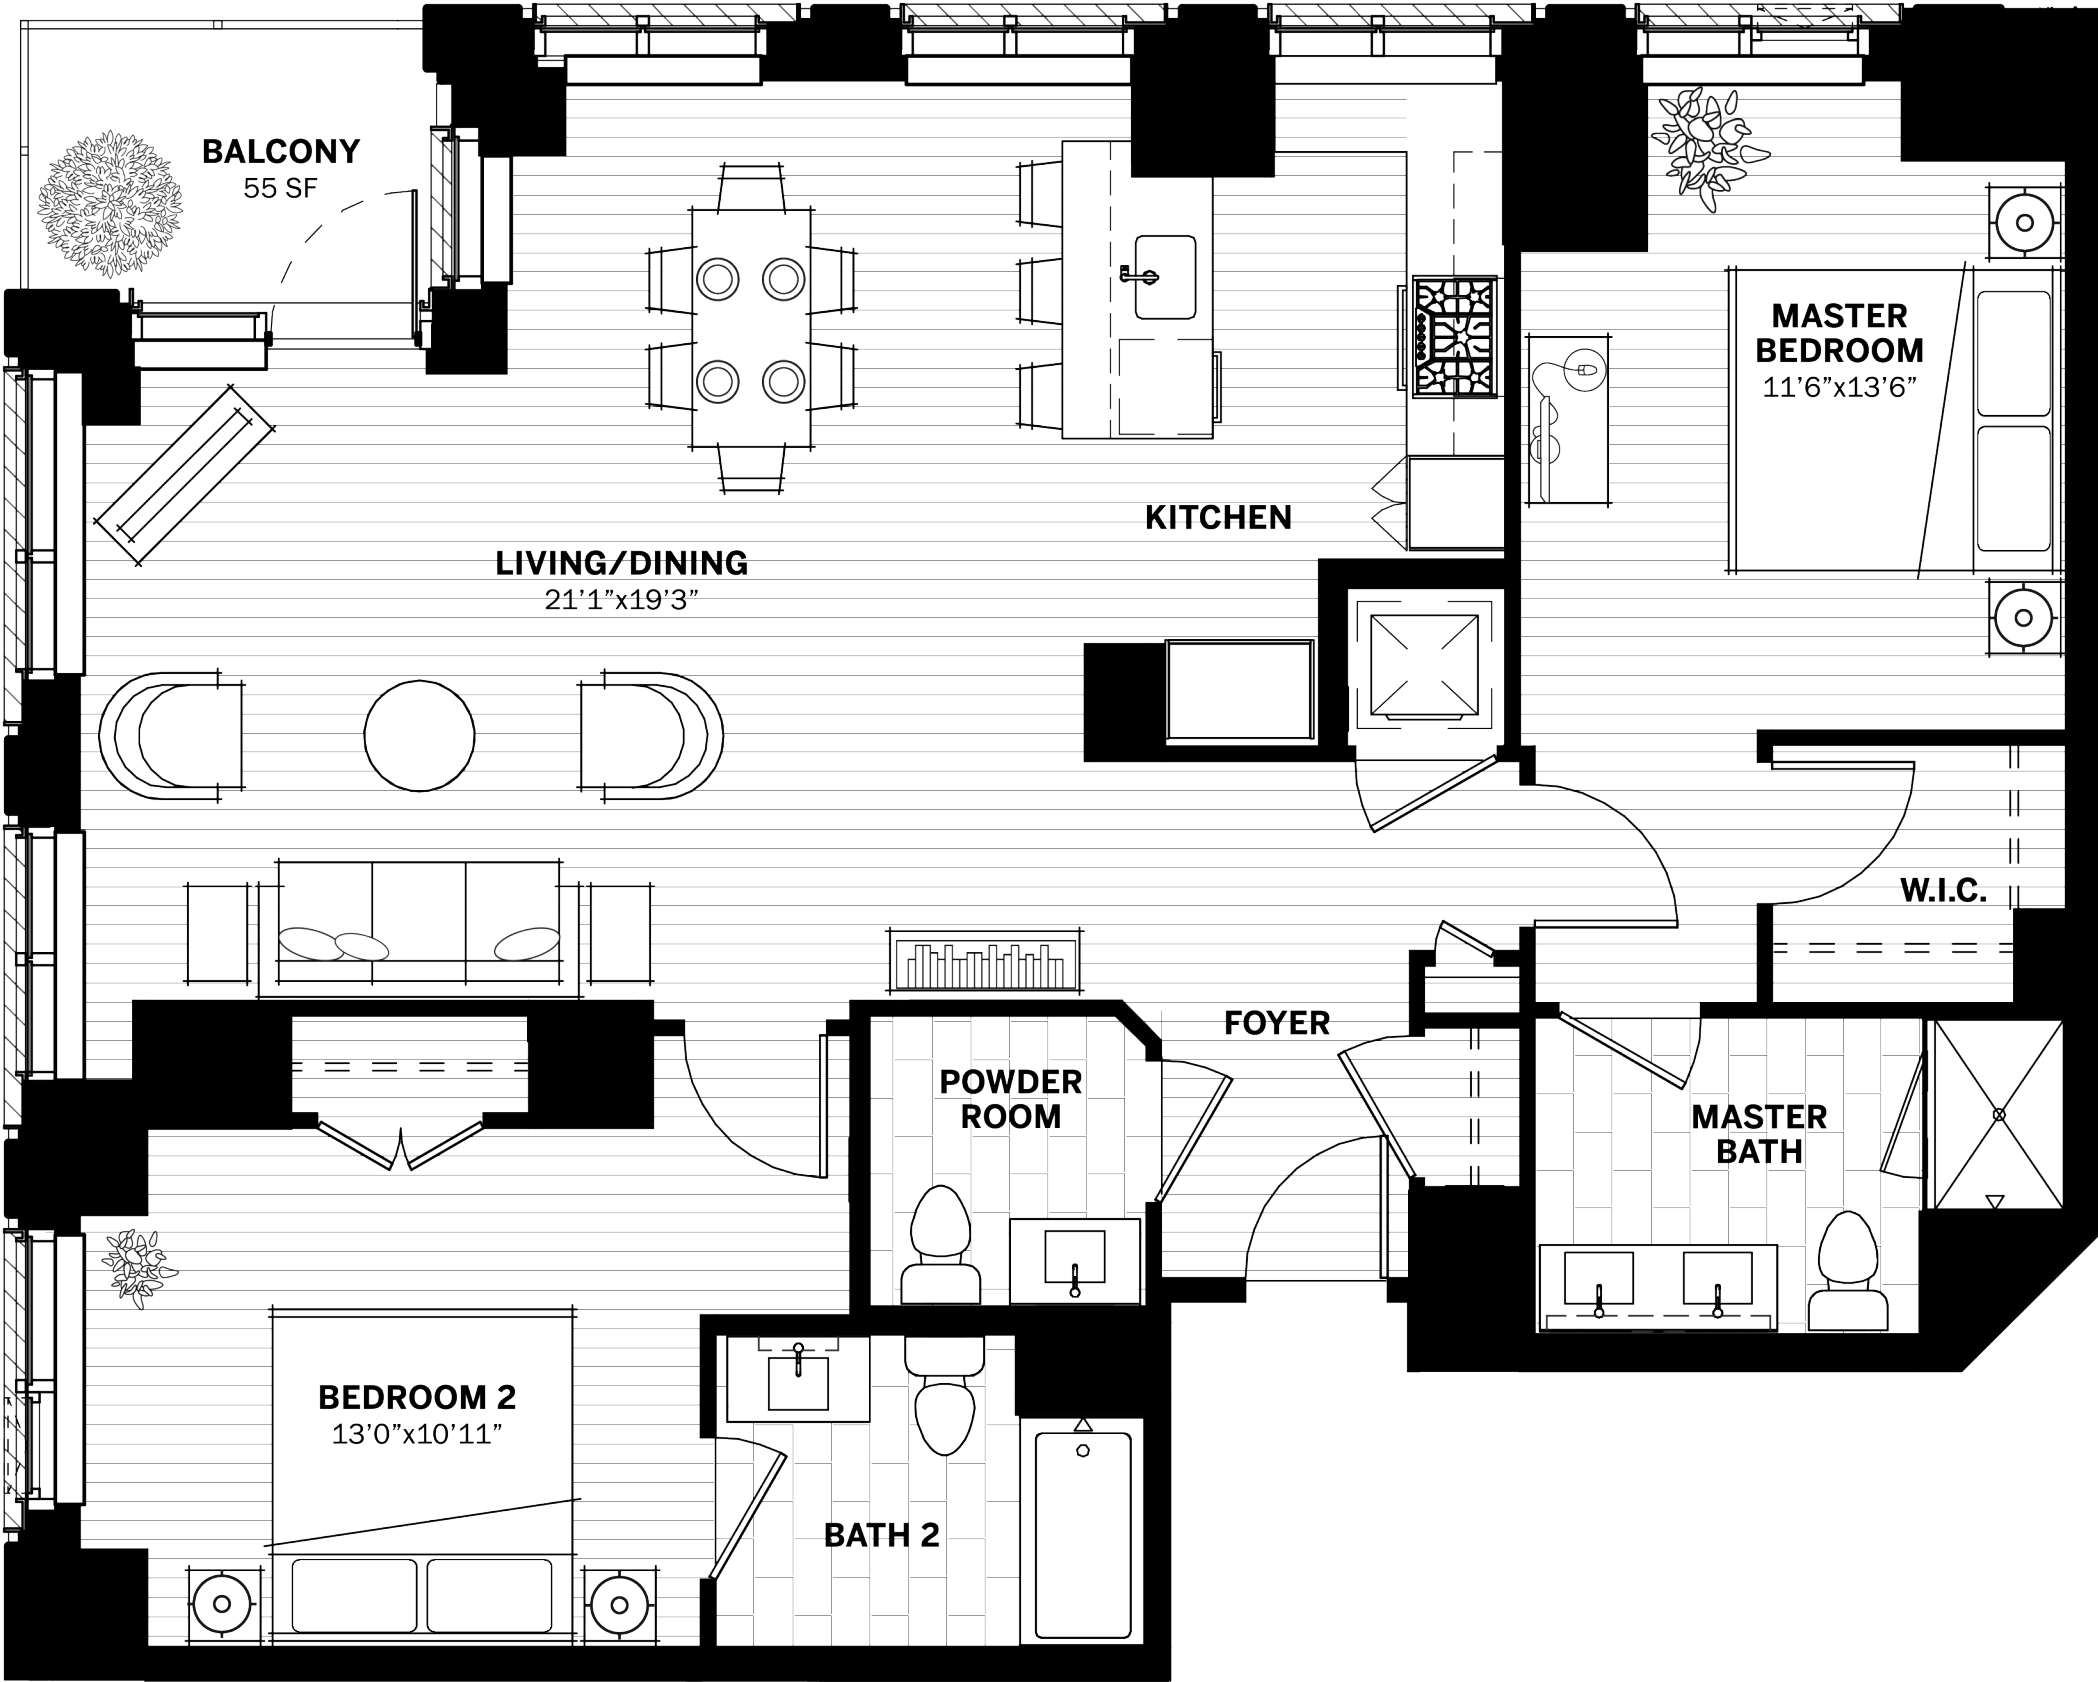 BALCONY
55 SF
MASTER
BEDROOM
11’6”x13’6”
KITCHEN
LIVING/DINING
21’1”x19’3”
W.I.C.
FOYER
POWDER
ROOM
MASTER
BATH
BEDROOM 2
13’0”x10’11”
BATH 2